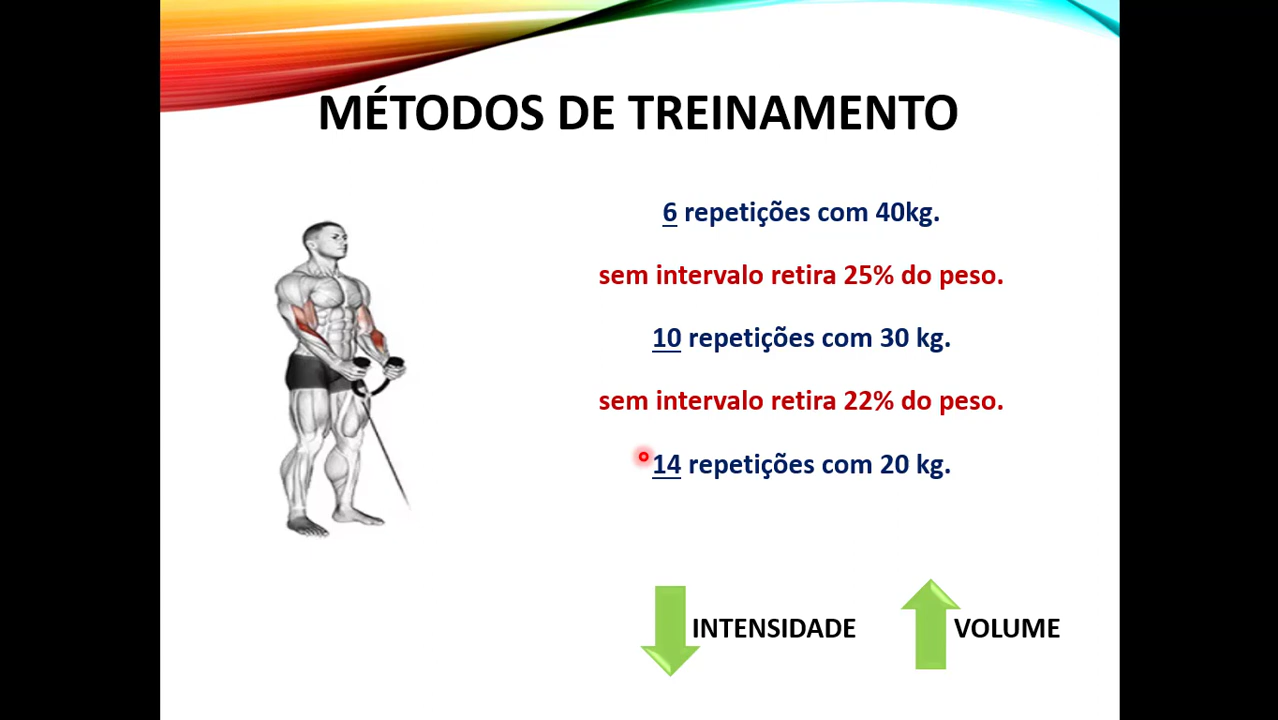 MÉTODOS DE TREINAMENTO
6 repetições com 40kg.
sem intervalo retira 25% do peso.
10 repetições com 30 kg.
sem intervalo retira 22% do peso.
14 repetições com 20 kg.
INTENSIDADE
VOLUME